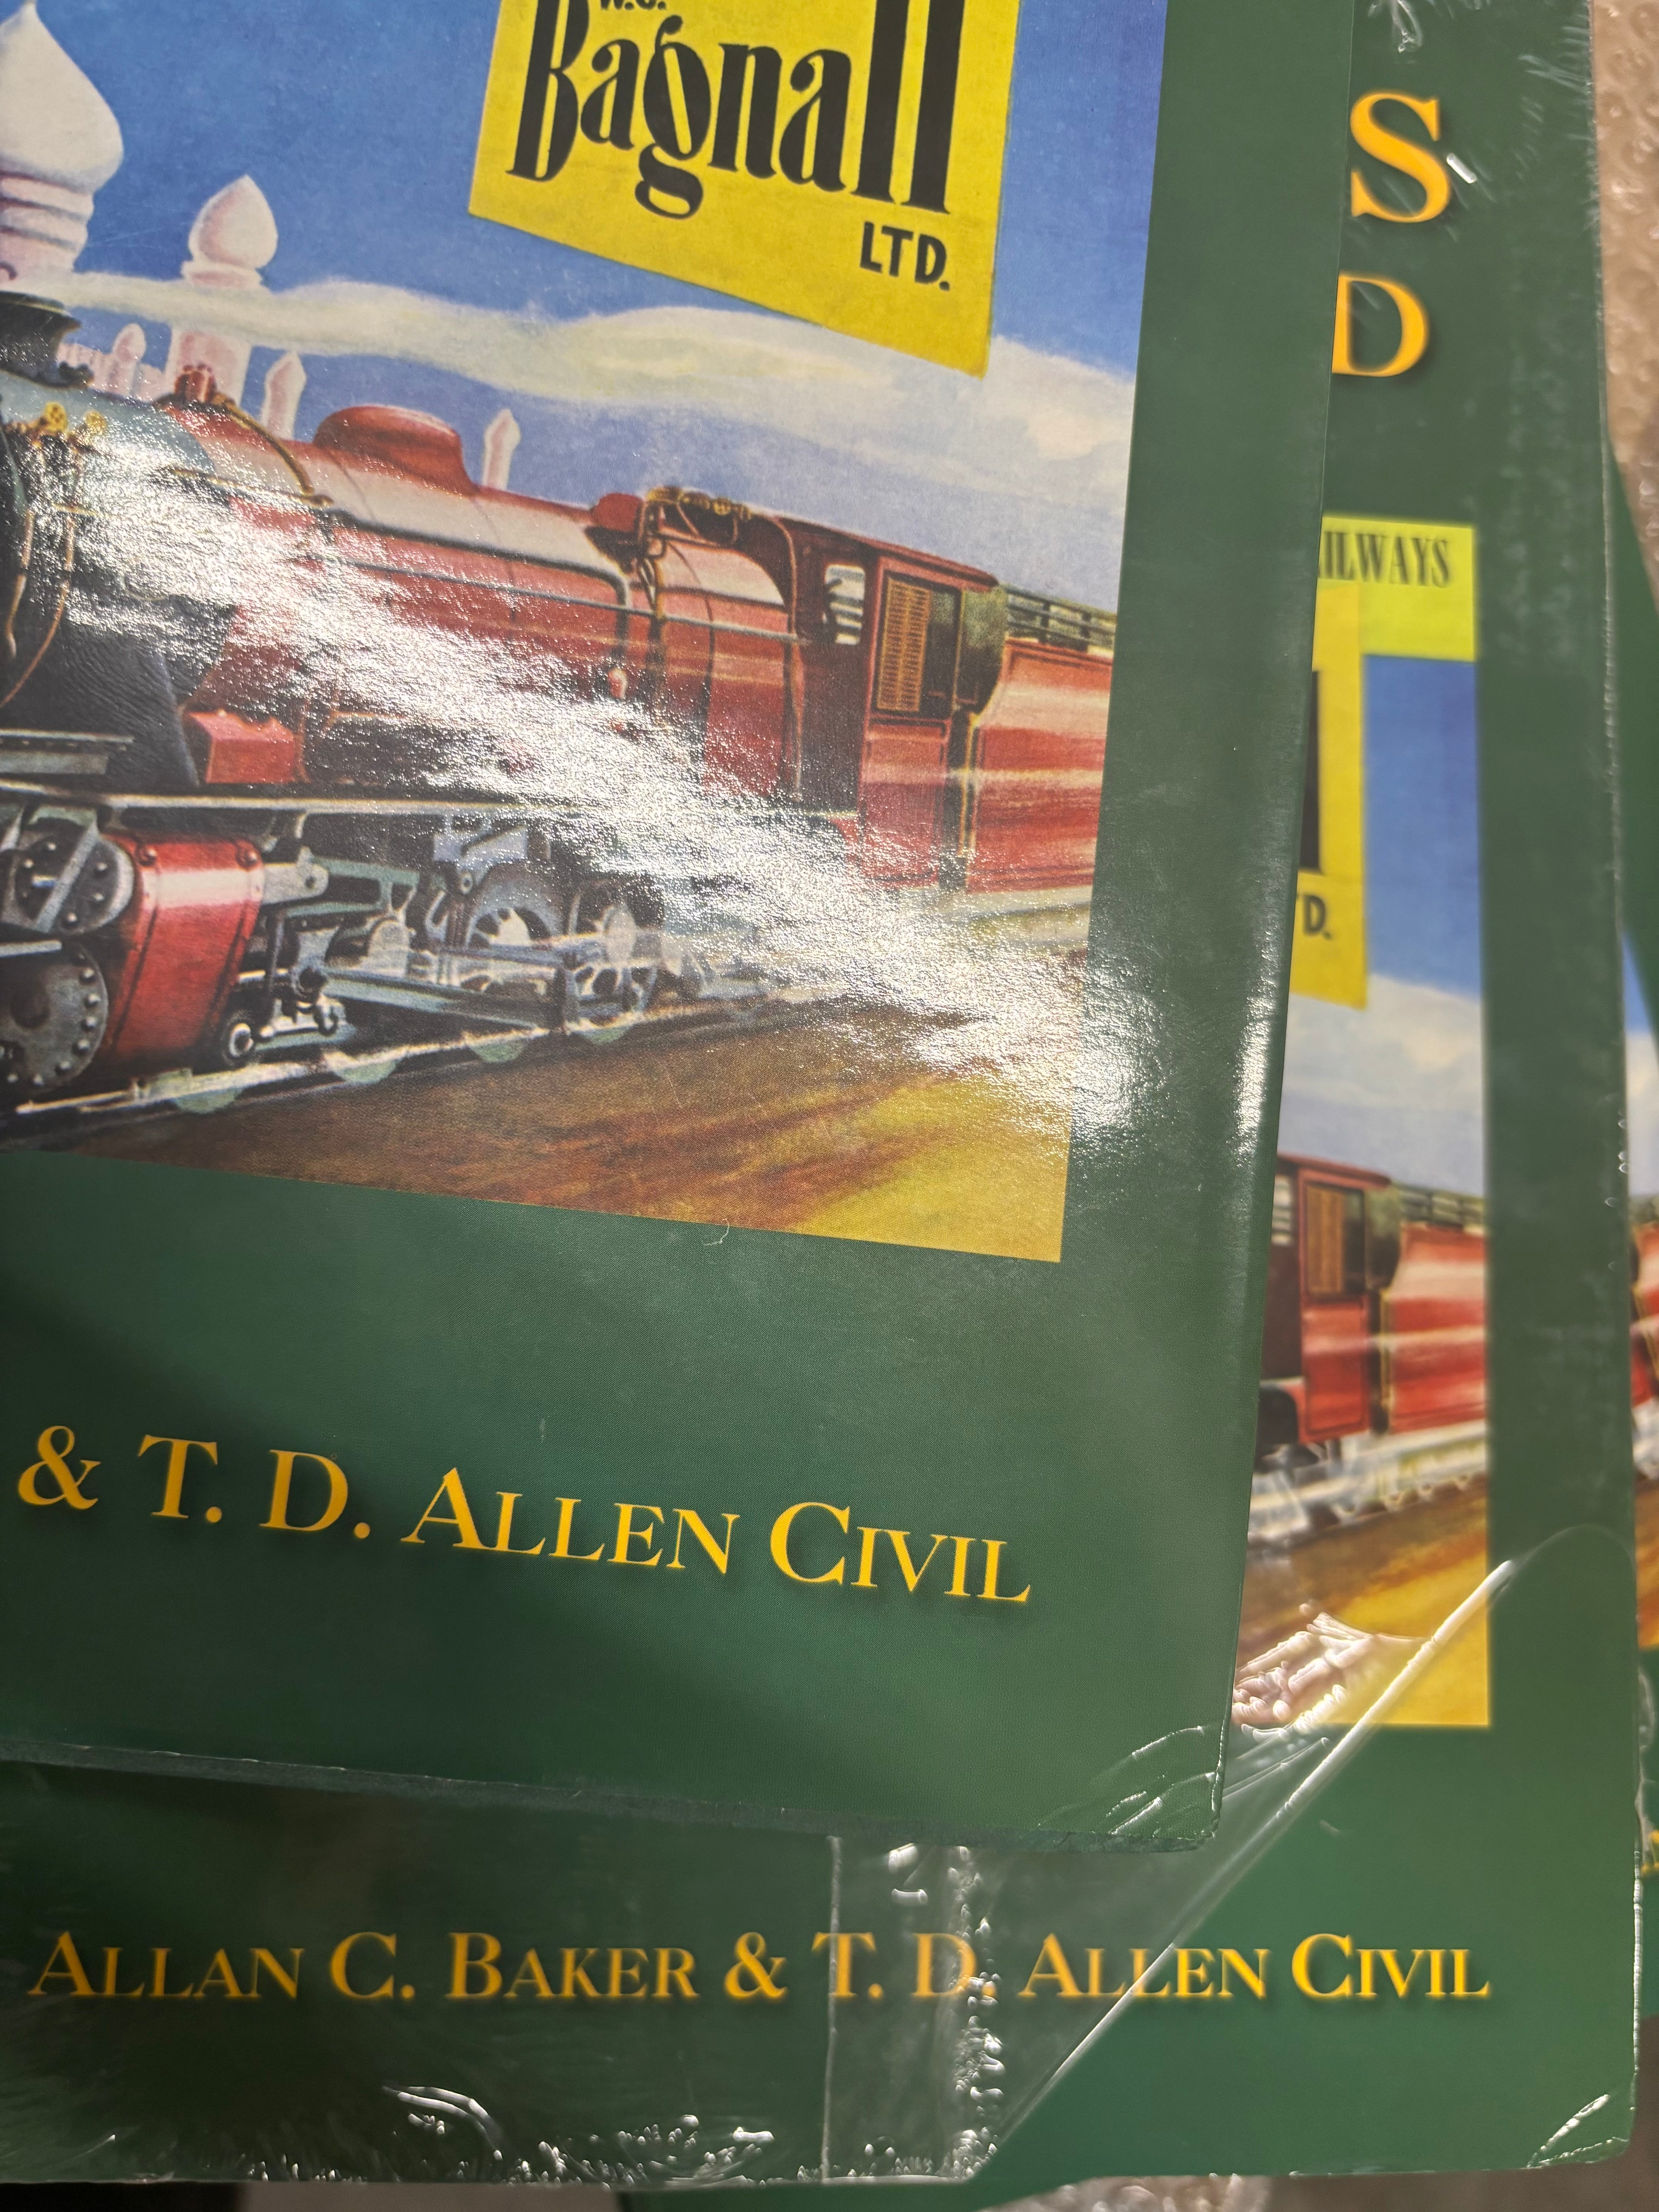 W.G.
Bagnall
LTD.
& T. D. ALLEN CIVIL
S
D
ILWAYS
TD.
ALLAN C. BAKER & T. D. ALLEN CIVIL